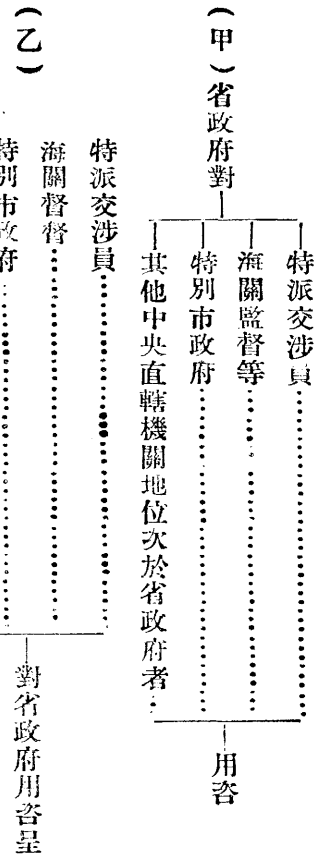 （甲）省政府對
特派交涉員
海關監督等
特別市政府
其他中央直轄機關地位次於省政府者
用咨
（乙）
特派交涉員
海關督督
特別市政府
對省政府用咨呈